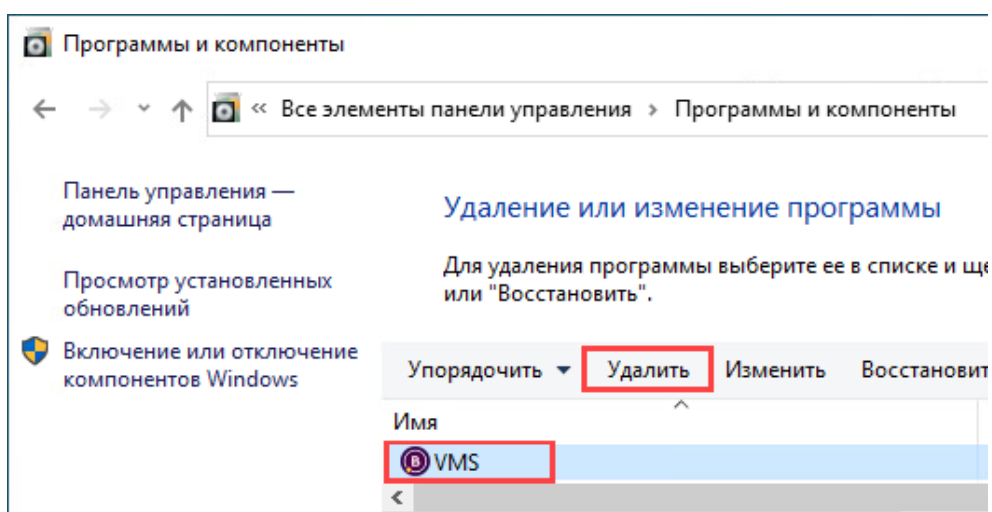 Программы и компоненты
« Все элементы панели управления › Программы и компоненты
Панель управления —
домашняя страница
Просмотр установленных
обновлений
Включение или отключение
компонентов Windows
Удаление или изменение программы
Для удаления программы выберите ее в списке и ще
или "Восстановить".
Упорядочить Удалить Изменить Восстановит
Имя
VMS